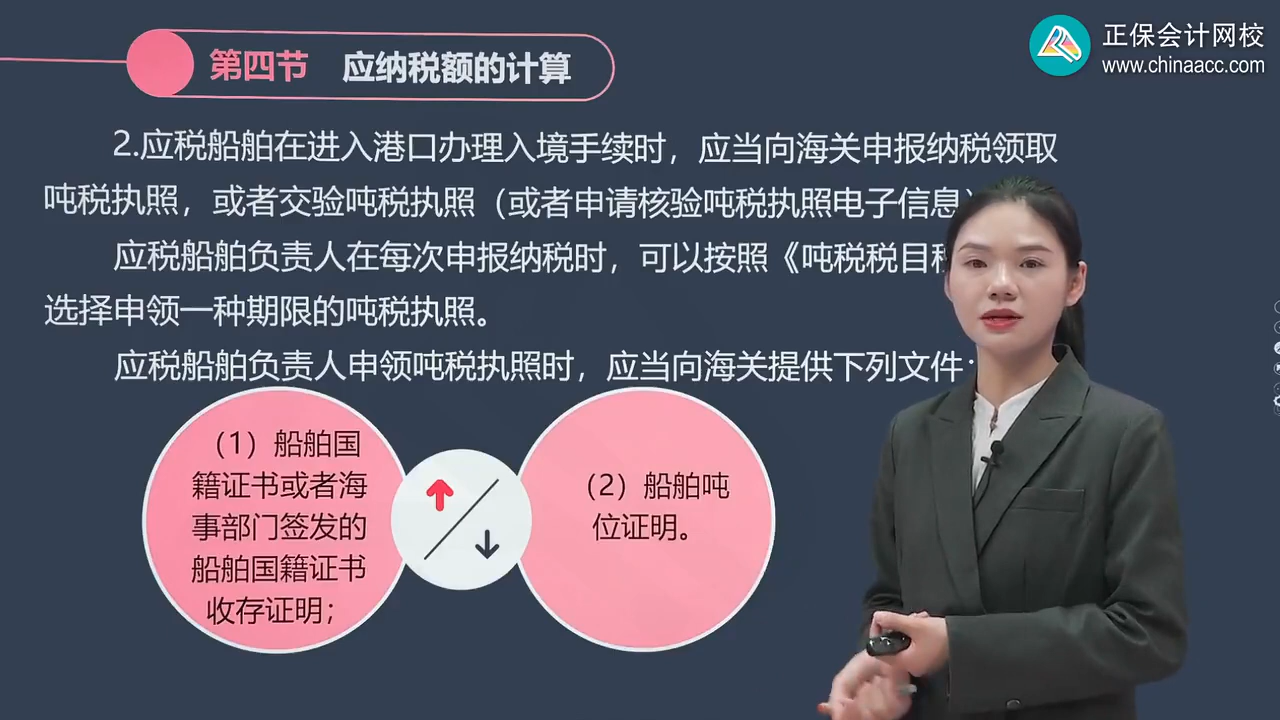 正保会计网校
www.chinaacc.com
第四节 应纳税额的计算
2.应税船舶在进入港口办理入境手续时，应当向海关申报纳税领取
吨税执照，或者交验吨税执照（或者申请核验吨税执照电子信息）
应税船舶负责人在每次申报纳税时，可以按照《吨税税目
选择申领一种期限的吨税执照。
应税船舶负责人申领吨税执照时，应当向海关提供下列文件：
（1）船舶国
籍证书或者海
事部门签发的
船舶国籍证书
收存证明；
（2）船舶吨
位证明。